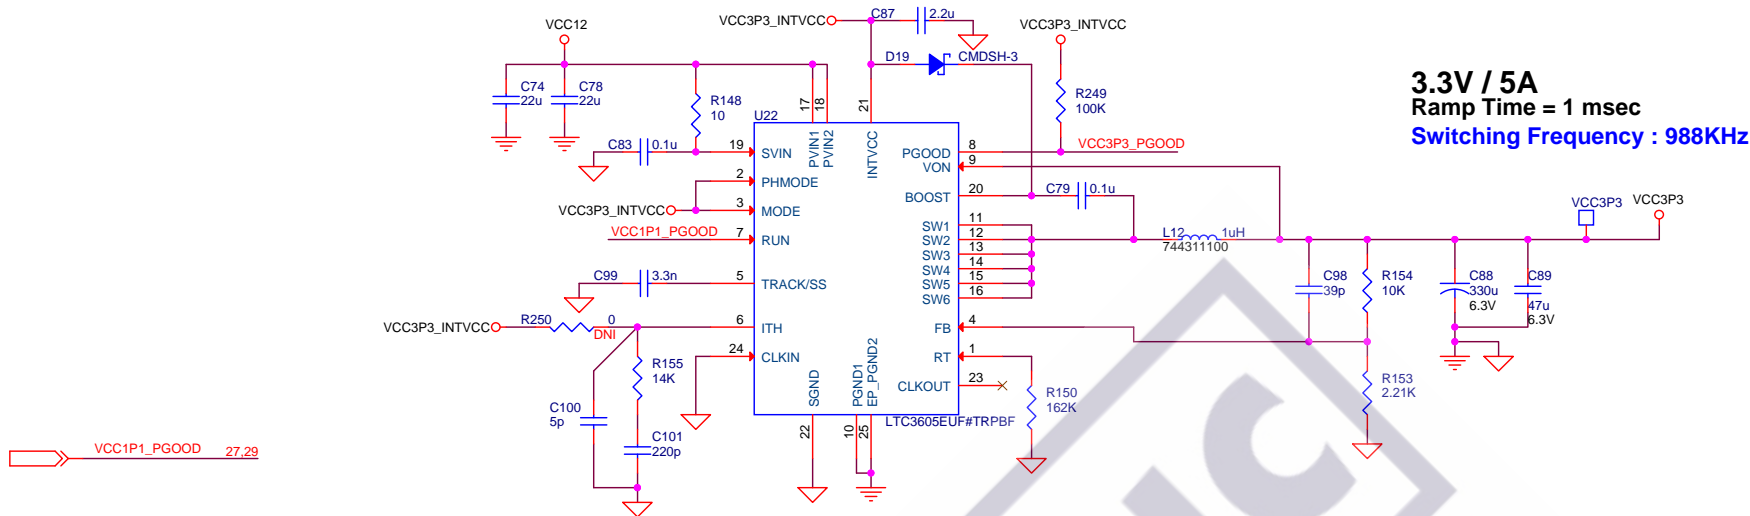 VCC12
VCC3P3_INTVCC
C87
2.2u
VCC3P3_INTVCC
D19
CMDSH-3
3.3V / 5A
Ramp Time = 1 msec
Switching Frequency : 988KHz
C74
22u
C78
22u
R148
10
17
18
21
R249
100K
U22
C83
0.1u
19
SVIN
PVIN1
PVIN2
INTVCC
PGOOD
8
VCC3P3_PGOOD
VON
9
2
PHMODE
BOOST
20
C79
0.1u
VCC3P3_INTVCC
3
MODE
VCC3P3
VCC3P3
VCC1P1_PGOOD
7
RUN
SW1
11
SW2
12
SW3
13
SW4
14
SW5
15
SW6
16
L12
1uH
744311100
C99
3.3n
5
TRACK/SS
C98
39p
R154
10K
C88
330u
6.3V
C89
47u
6.3V
VCC3P3_INTVCC
R250
0
DNI
6
ITH
FB
4
24
CLKIN
RT
1
R155
14K
SGND
PGND1
EP_PGND2
CLKOUT
23
R150
162K
R153
2.21K
C100
5p
LTC3605EUF#TRPBF
22
10
25
C101
220p
VCC1P1_PGOOD
27,29